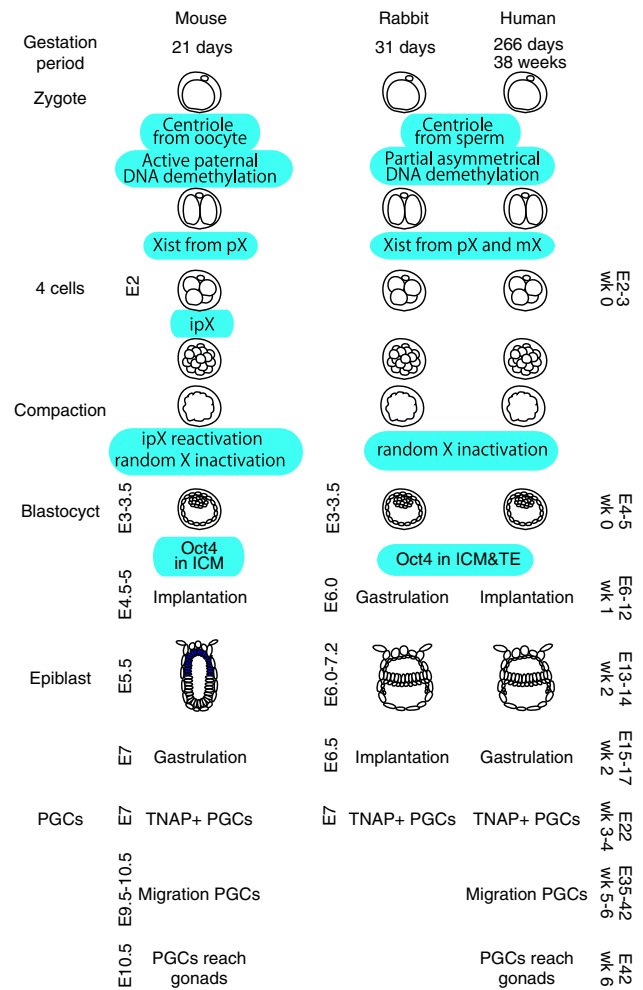 Mouse Rabbit Human
Gestation
period
21 days 31 days 266 days
38 weeks
Zygote
Centriole
from oocyte
Centriole
from sperm
Active paternal
DNA demethylation
Partial asymmetrical
DNA demethylation
Xist from pX Xist from pX and mX
4 cells E2 E2-3
wk 0
ipX
Compaction
ipX reactivation
random X inactivation
random X inactivation
Blastocyct E3-3.5 E3-3.5 E4-5
wk 0
Oct4
in ICM
Oct4 in ICM&TE
E4.5-5 Implantation E6.0 Gastrulation Implantation E6-12
wk 1
Epiblast E5.5 E6.0-7.2 E13-14
wk 2
E7 Gastrulation E6.5 Implantation Gastrulation E15-17
wk 2
PGCs E7 TNAP+ PGCs E7 TNAP+ PGCs TNAP+ PGCs E22
wk 3-4
E9.5-10.5 Migration PGCs Migration PGCs E35-42
wk 5-6
E10.5 PGCs reach
gonads
PGCs reach
gonads
E42
wk 6